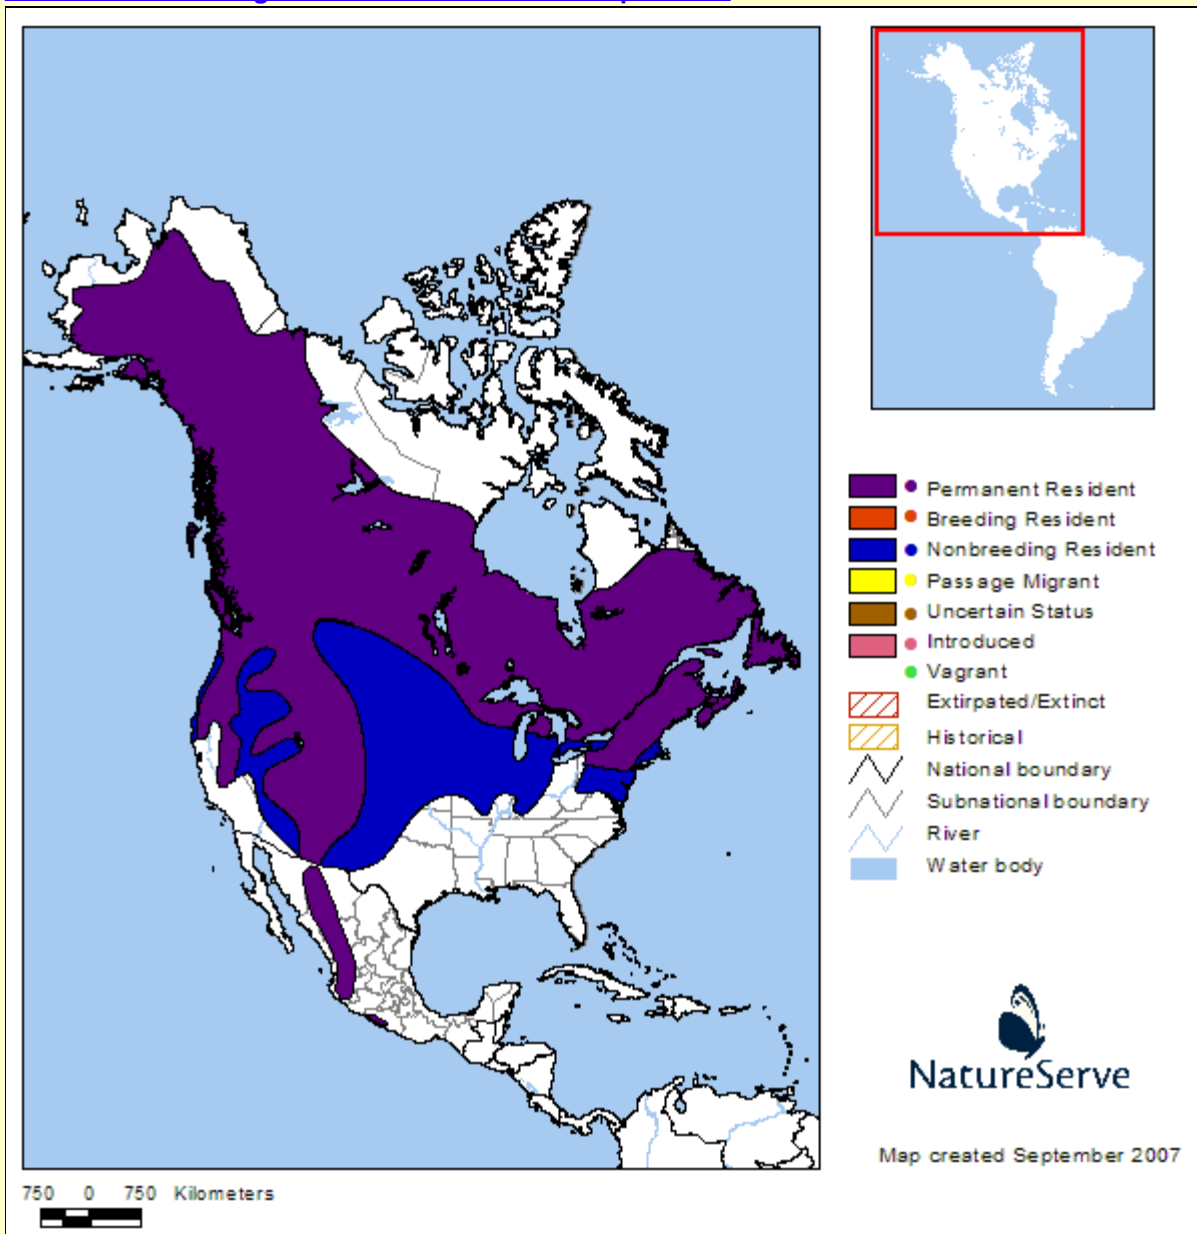 Permanent Resident
Breeding Resident
Nonbreeding Resident
Passage Migrant
Uncertain Status
Introduced
Vagrant
Extirpated/Extinct
Historical
National boundary
Subnational boundary
River
Water body
NatureServe
Map created September 2007
750 0 750 Kilometers